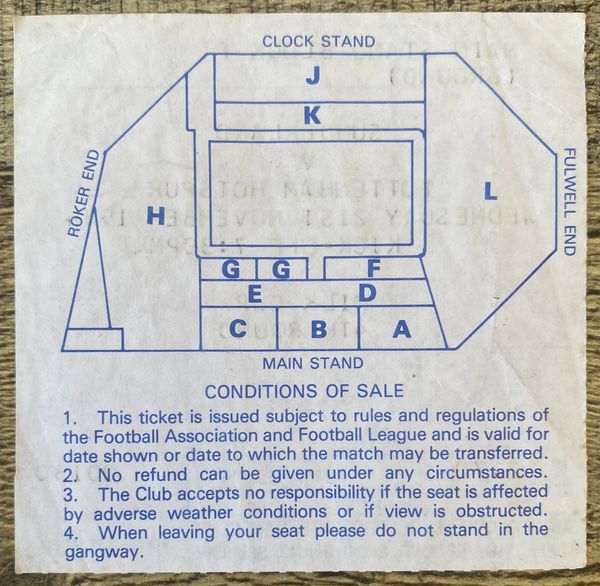 CLOCK STAND
J
K
ROKER END
H
L
FULWELL END
G G F
E D
C B A
MAIN STAND
CONDITIONS OF SALE
1. This ticket is issued subject to rules and regulations of
the Football Association and Football League and is valid for
date shown or date to which the match may be transferred.
2. No refund can be given under any circumstances.
3. The Club accepts no responsibility if the seat is affected
by adverse weather conditions or if view is obstructed.
4. When leaving your seat please do not stand in the
gangway.